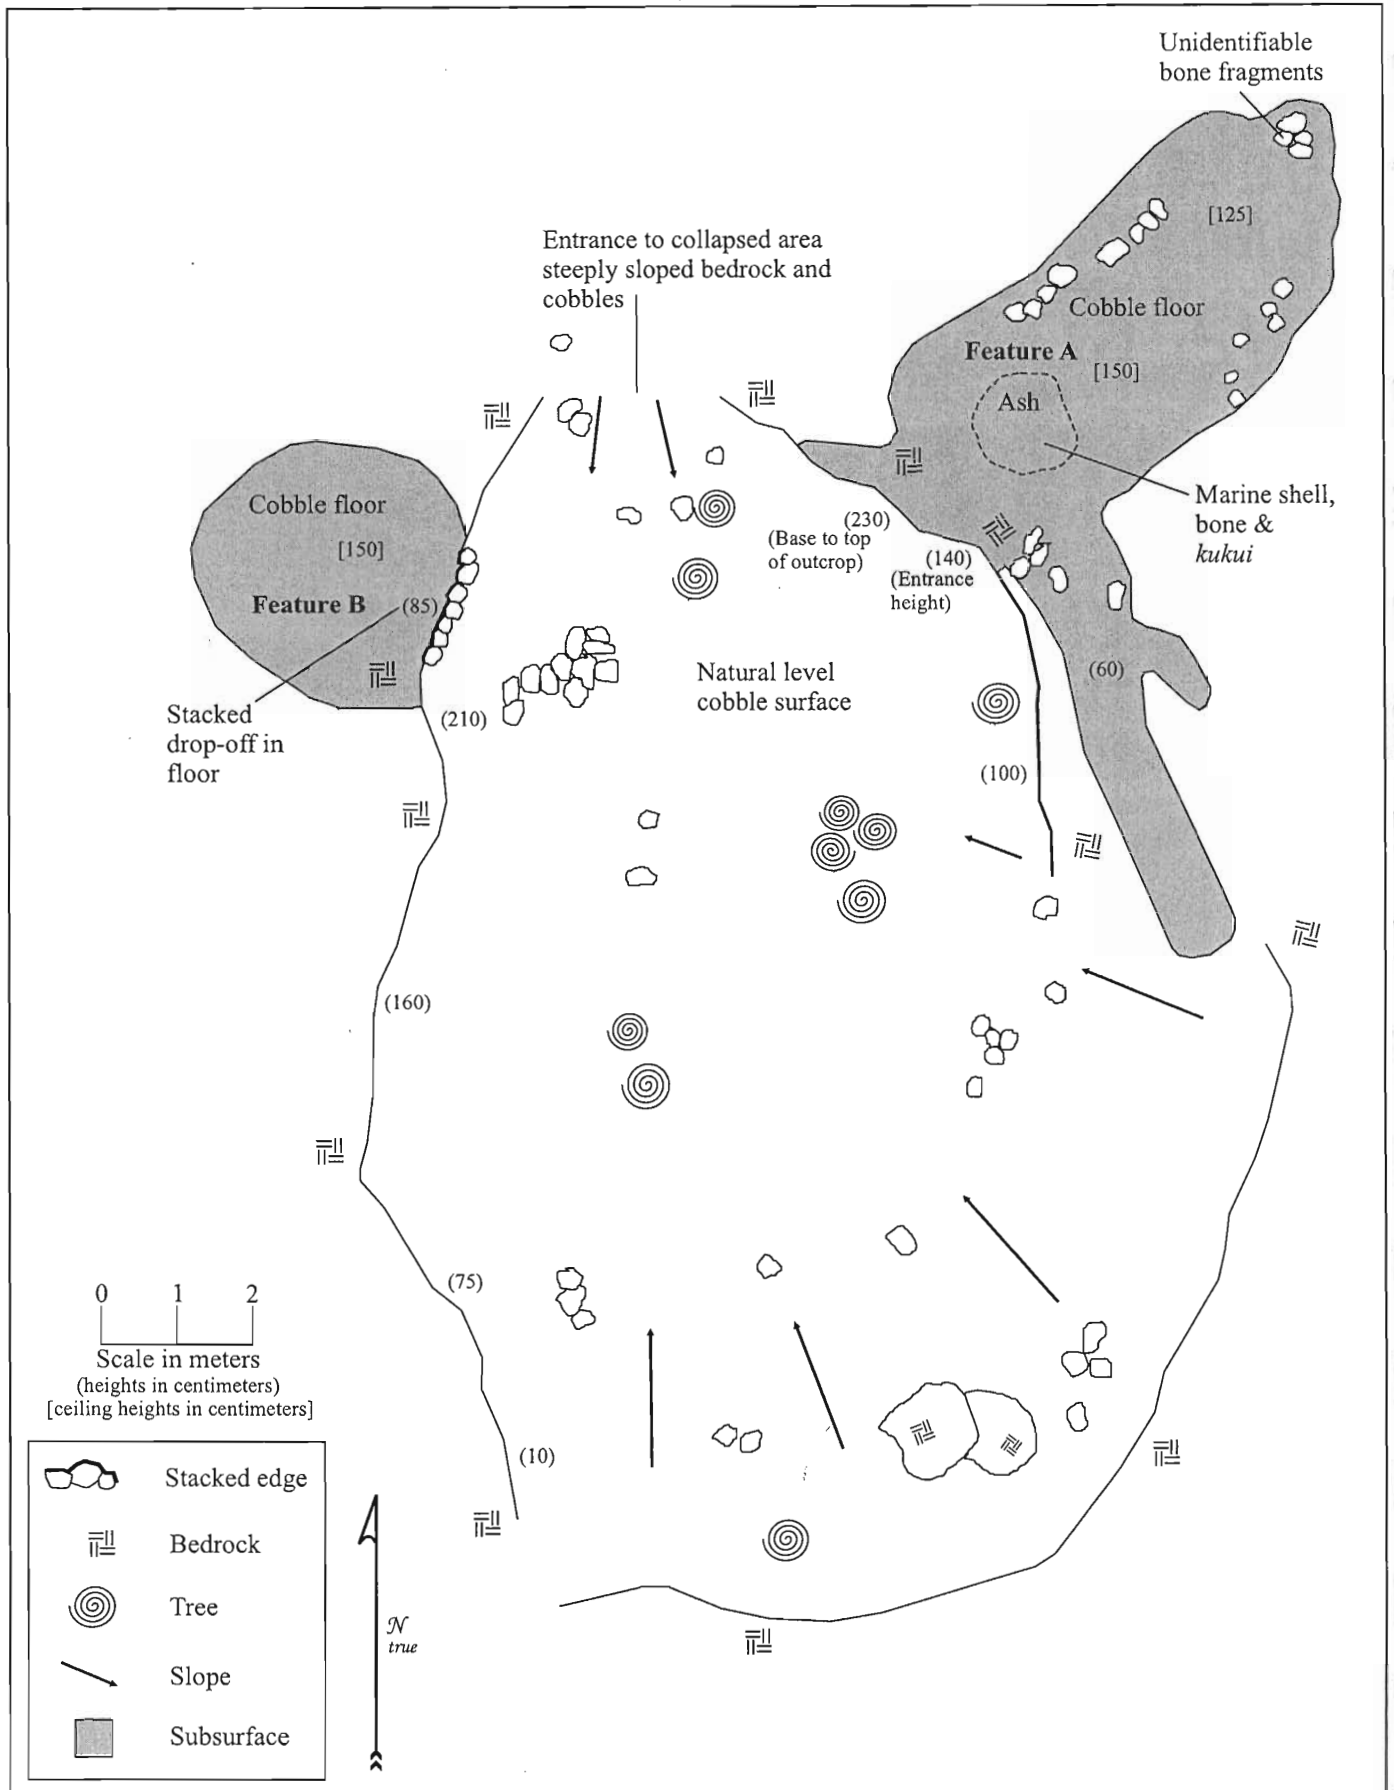 Unidentifiable
bone fragments
[125]
Entrance to collapsed area
steeply sloped bedrock and
cobbles
Cobble floor
Feature A
[150]
Ash
Marine shell,
bone &
kukui
Cobble floor
[150]
Feature B
(85)
(230)
(Base to top
of outcrop)
(140)
(Entrance
height)
Natural level
cobble surface
(60)
(210)
Stacked
drop-off in
floor
(100)
(160)
(75)
(10)
0 1 2
Scale in meters
(heights in centimeters)
[ceiling heights in centimeters]
Stacked edge
Bedrock
Tree
Slope
Subsurface
N
true